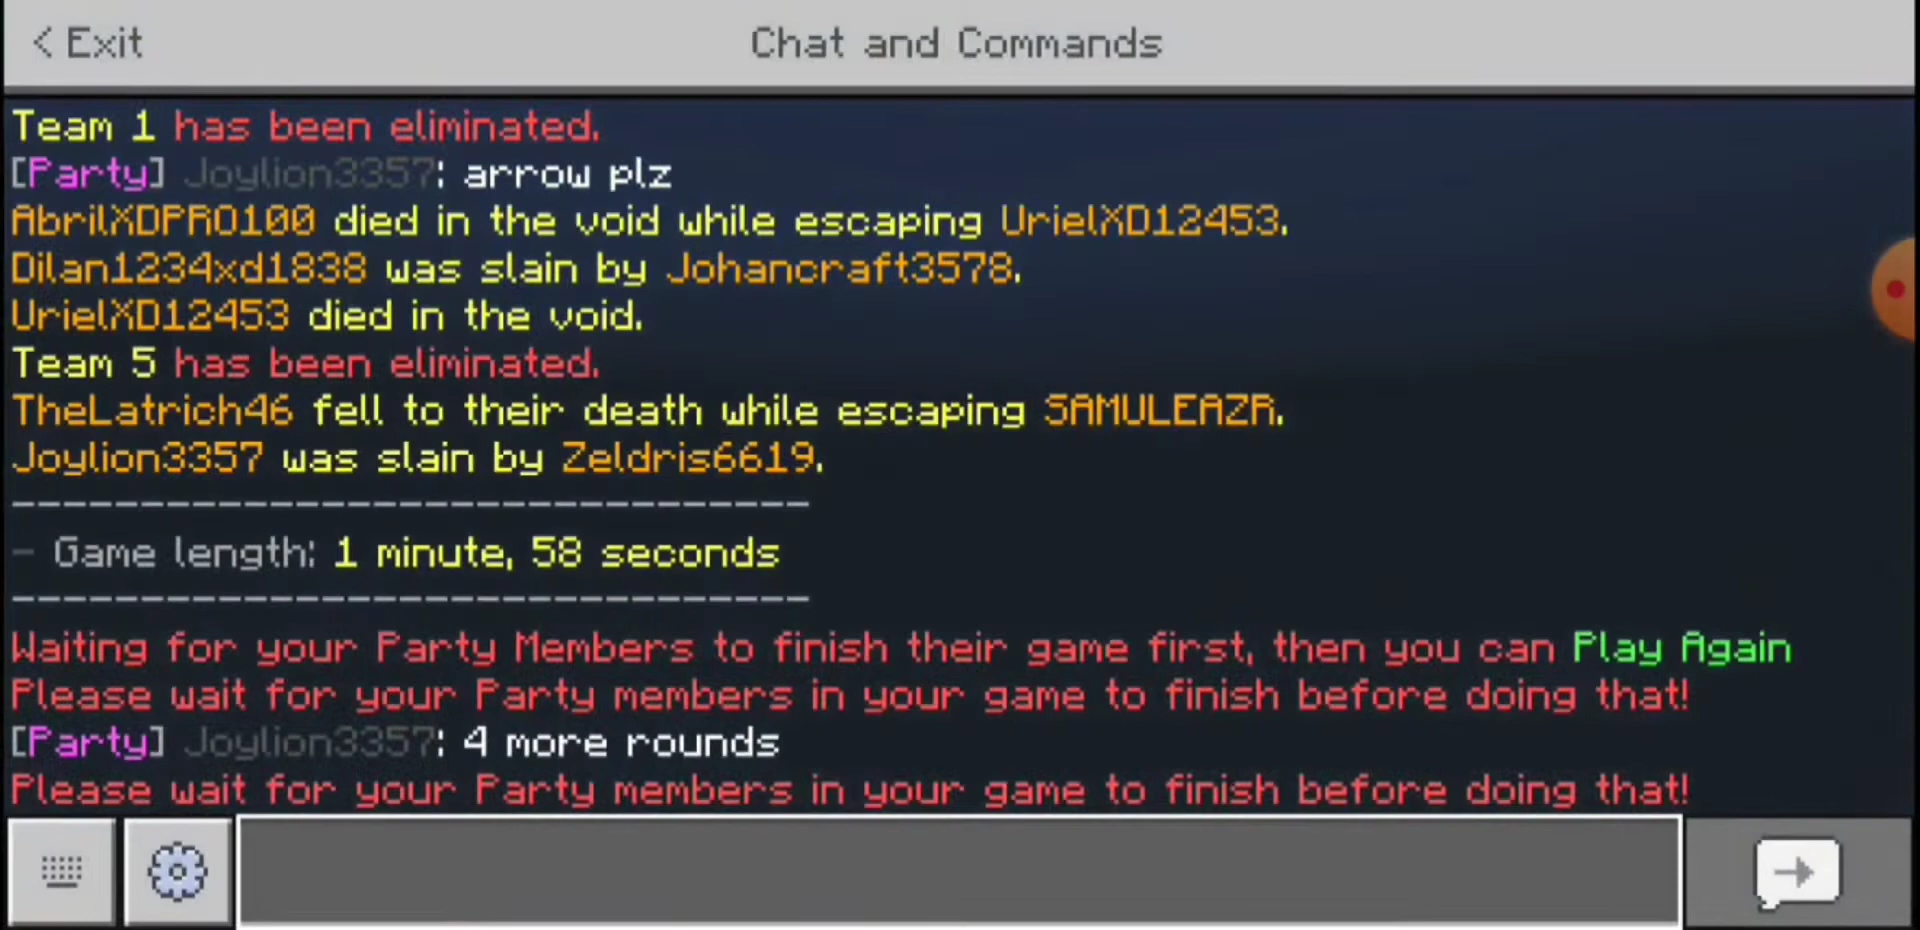 < Exit
Chat and Commands
Team 1 has been eliminated.
[Party] Joylion3357: arrow plz
AbrilXDPRO100 died in the void while escaping UrielXD12453.
Dilan1234xd1838 was slain by Johancraft3578.
UrielXD12453 died in the void.
Team 5 has been eliminated.
TheLatrich46 fell to their death while escaping SAMULEAZR.
Joylion3357 was slain by Zeldris6619.
-------------------------------
- Game length: 1 minute, 58 seconds
-------------------------------
Waiting for your Party Members to finish their game first, then you can Play Again
Please wait for your Party members in your game to finish before doing that!
[Party] Joylion3357: 4 more rounds
Please wait for your Party members in your game to finish before doing that!